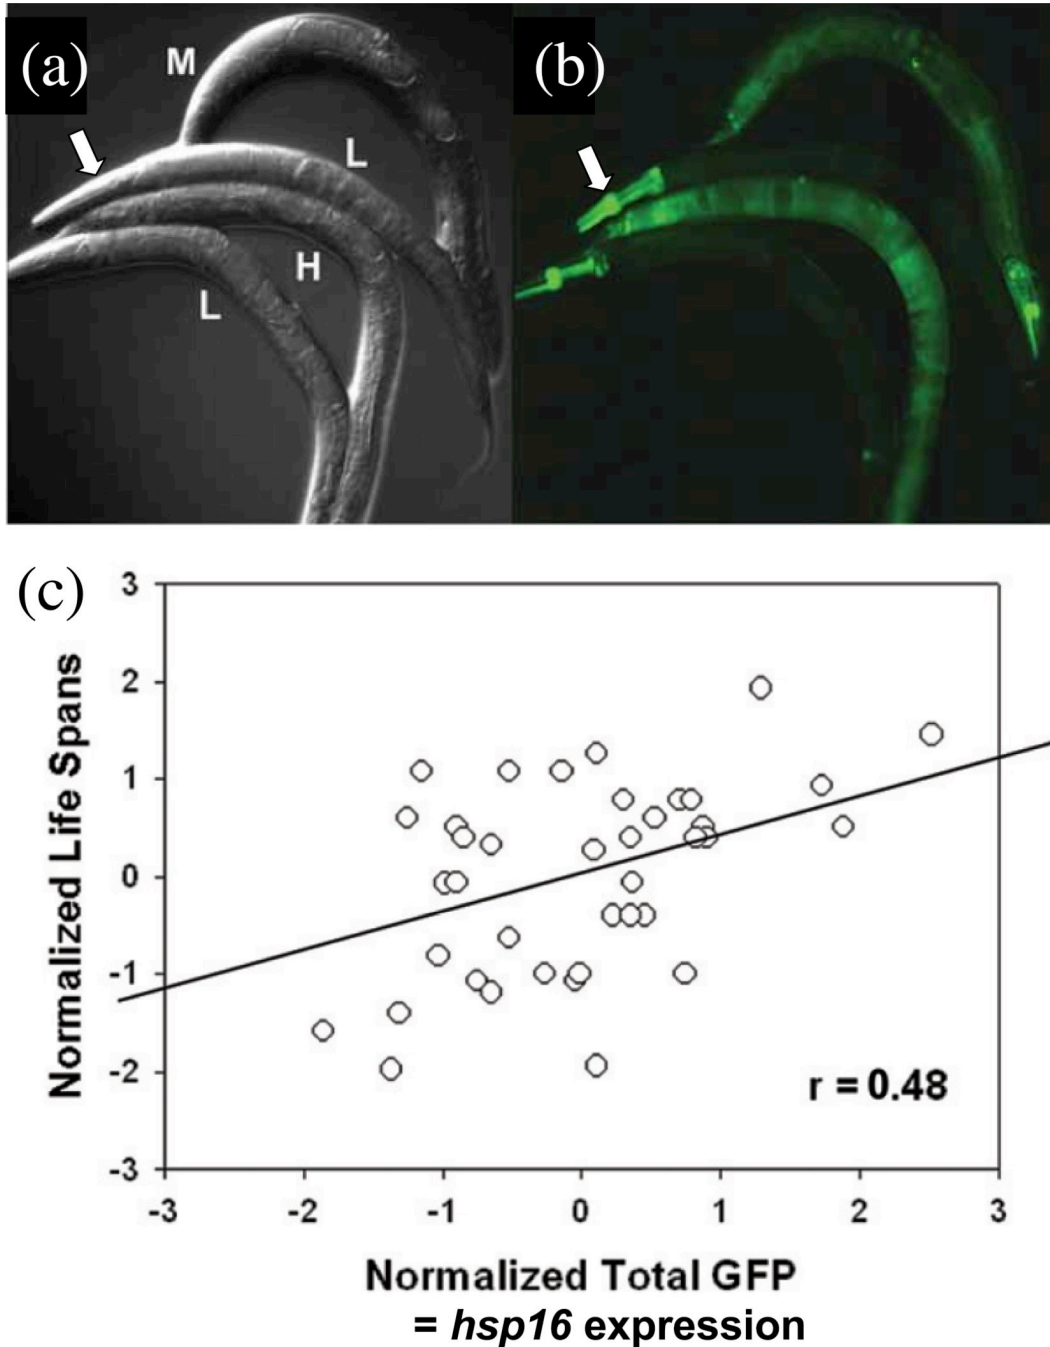 (a)
M
L
H
L
(b)
(c)
3
2
1
0
-1
-2
-3
Normalized Life Spans
r = 0.48
-3 -2 -1 0 1 2 3
Normalized Total GFP
= hsp16 expression